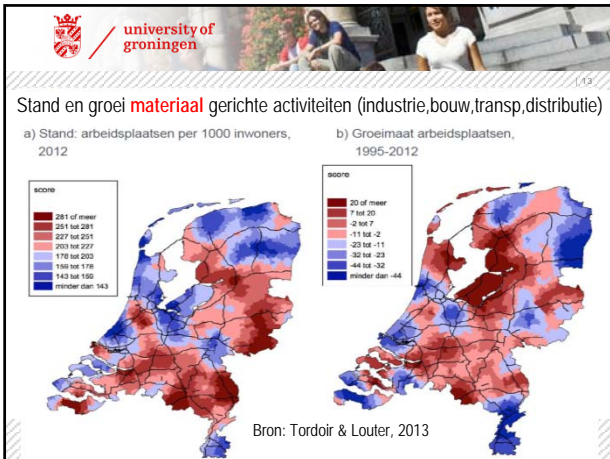 university of
groningen
| 13
Stand en groei materiaal gerichte activiteiten (industrie,bouw,transp,distributie)
a) Stand: arbeidsplaatsen per 1000 inwoners,
2012
score
281 of meer
251 tot 281
227 tot 251
203 tot 227
178 tot 203
159 tot 178
143 tot 159
minder dan 143
b) Groeimaat arbeidsplaatsen,
1995-2012
score
20 of meer
7 tot 20
-2 tot 7
-11 tot -2
-23 tot -11
-32 tot -23
-44 tot -32
minder dan -44
Bron: Tordoir & Louter, 2013